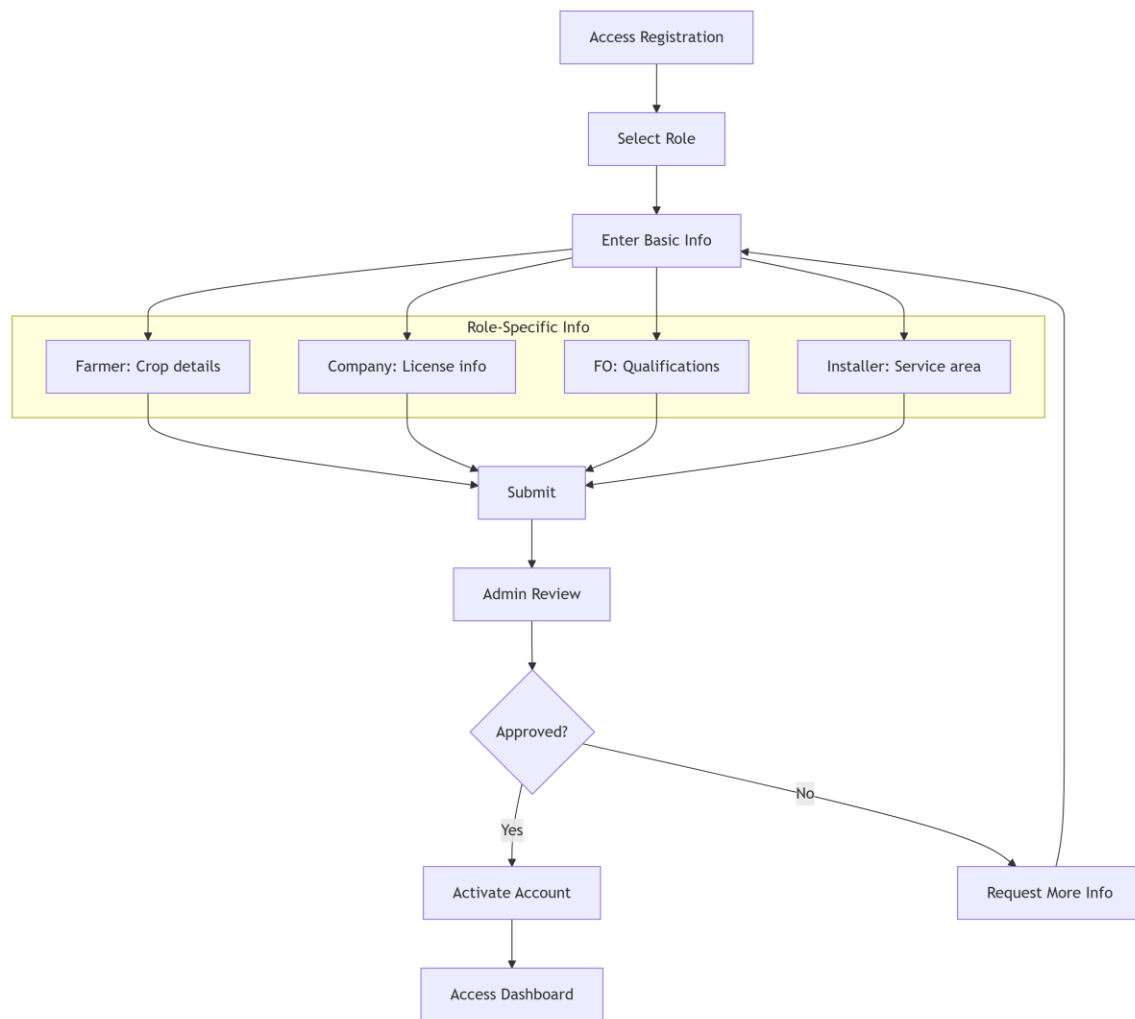 Access Registration
Select Role
Enter Basic Info
Role-Specific Info
Farmer: Crop details
Company: License info
FO: Qualifications
Installer: Service area
Submit
Admin Review
Approved?
No
Yes
Activate Account
Request More Info
Access Dashboard